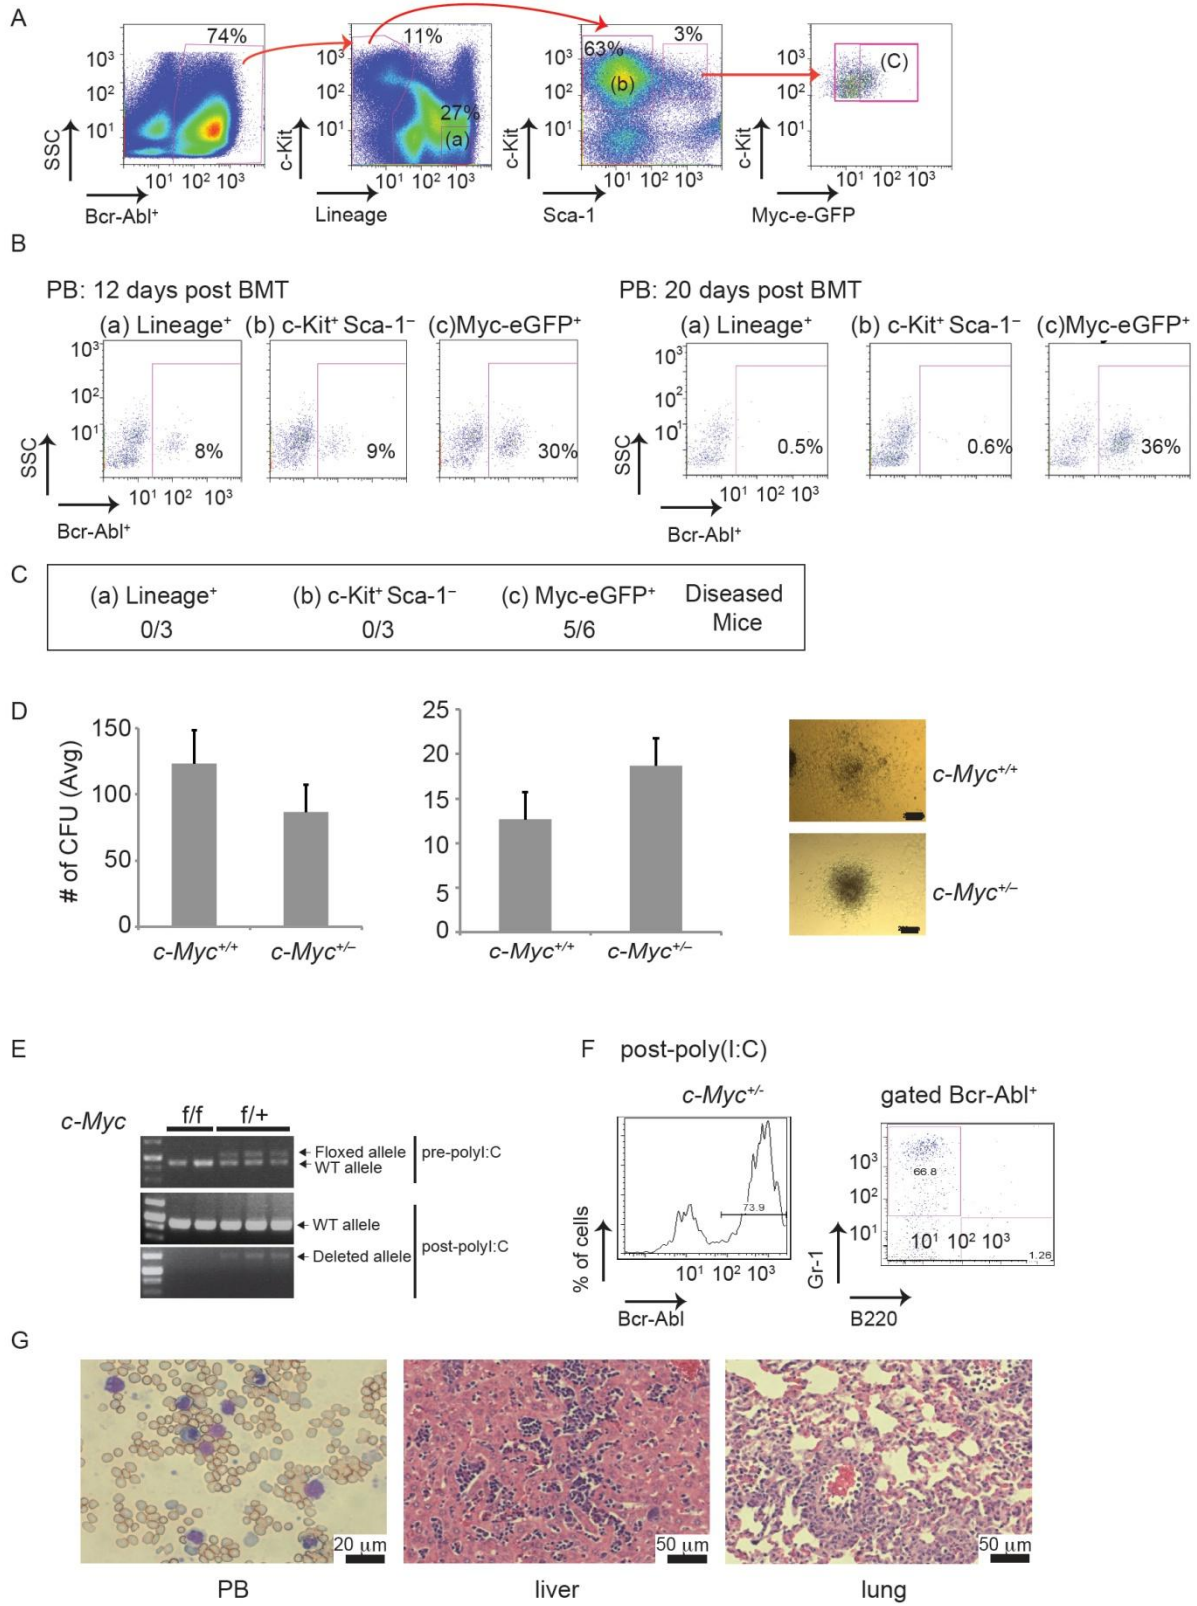 A
74%
11%
63%
3%
27%
(a)
(b)
(C)
10³
10²
10¹
SSC
10¹ 10² 10³
Bcr-Abl⁺
10³
10²
10¹
c-Kit
10¹ 10² 10³
Lineage
10³
10²
10¹
c-Kit
10¹ 10² 10³
Sca-1
10³
10²
10¹
c-Kit
10¹ 10² 10³
Myc-e-GFP
B
PB: 12 days post BMT
(a) Lineage⁺ (b) c-Kit⁺ Sca-1⁻ (c)Myc-eGFP⁺
10³
10²
10¹
SSC
8% 9% 30%
10¹ 10² 10³
Bcr-Abl⁺
PB: 20 days post BMT
(a) Lineage⁺ (b) c-Kit⁺ Sca-1⁻ (c)Myc-eGFP⁺
10³
10²
10¹
SSC
0.5% 0.6% 36%
10¹ 10² 10³
Bcr-Abl⁺
C
(a) Lineage⁺ (b) c-Kit⁺ Sca-1⁻ (c) Myc-eGFP⁺ Diseased
0/3 0/3 5/6 Mice
D
# of CFU (Avg)
150
100
50
0
c-Myc⁺/⁺ c-Myc⁺/⁻
25
20
15
10
5
0
c-Myc⁺/⁺ c-Myc⁺/⁻
c-Myc⁺/⁺
c-Myc⁺/⁻
E
c-Myc f/f f/+
Floxed allele
WT allele
pre-polyI:C
WT allele
Deleted allele
post-polyI:C
F post-poly(I:C)
c-Myc⁺/⁻
% of cells
73.9
10¹ 10² 10³
Bcr-Abl
gated Bcr-Abl⁺
10³
10²
10¹
Gr-1
66.8
10¹ 10² 10³
1.26
B220
G
20 µm
50 µm
50 µm
PB liver lung